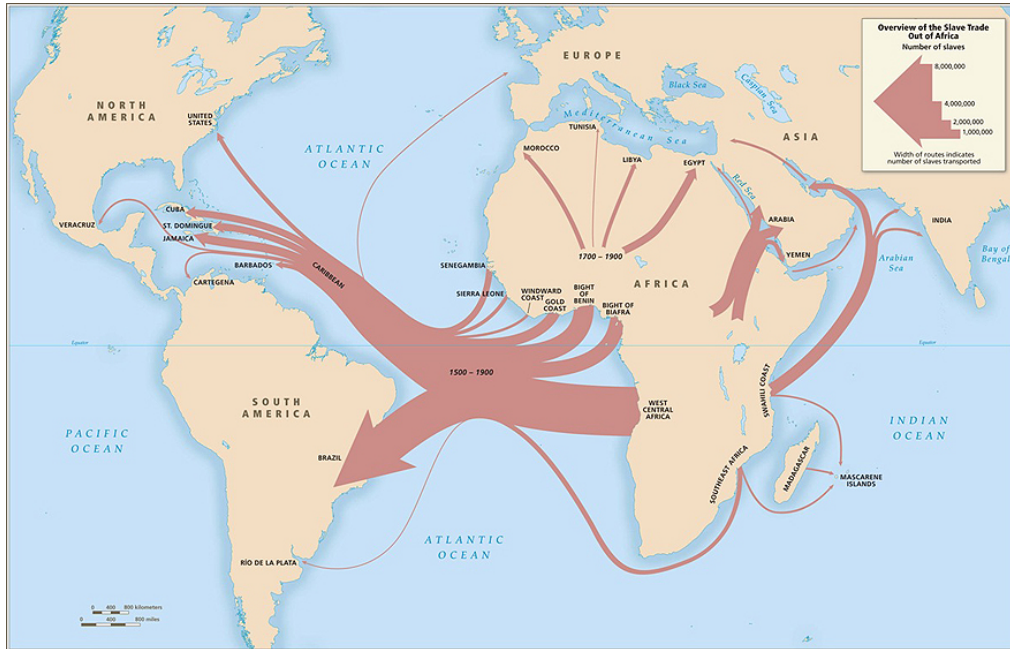 Overview of the Slave Trade
Out of Africa
Number of slaves
8,000,000
4,000,000
2,000,000
1,000,000
Width of routes indicates
number of slaves transported
EUROPE
Black Sea
Caspian Sea
NORTH
AMERICA
UNITED
STATES
ATLANTIC
OCEAN
Mediterranean Sea
TUNISIA
ASIA
MOROCCO
LIBYA
EGYPT
Red Sea
CUBA
VERACRUZ
ST. DOMINGUE
JAMAICA
ARABIA
INDIA
BARBADOS
CARIBBEAN
CARTEGENA
SENEGAMBIA
1700 – 1900
YEMEN
Arabian
Sea
Bay of
Bengal
SIERRA LEONE
WINDWARD
COAST
GOLD
COAST
BIGHT
OF
BENIN
BIGHT OF
BIAFRA
AFRICA
Equator
Equator
1500 – 1900
SOUTH
AMERICA
WEST
CENTRAL
AFRICA
SWAHILI COAST
PACIFIC
OCEAN
INDIAN
OCEAN
BRAZIL
SOUTHEAST AFRICA
MADAGASCAR
MASCARENE
ISLANDS
ATLANTIC
OCEAN
RÍO DE LA PLATA
0 400 800 kilometers
0 400 800 miles